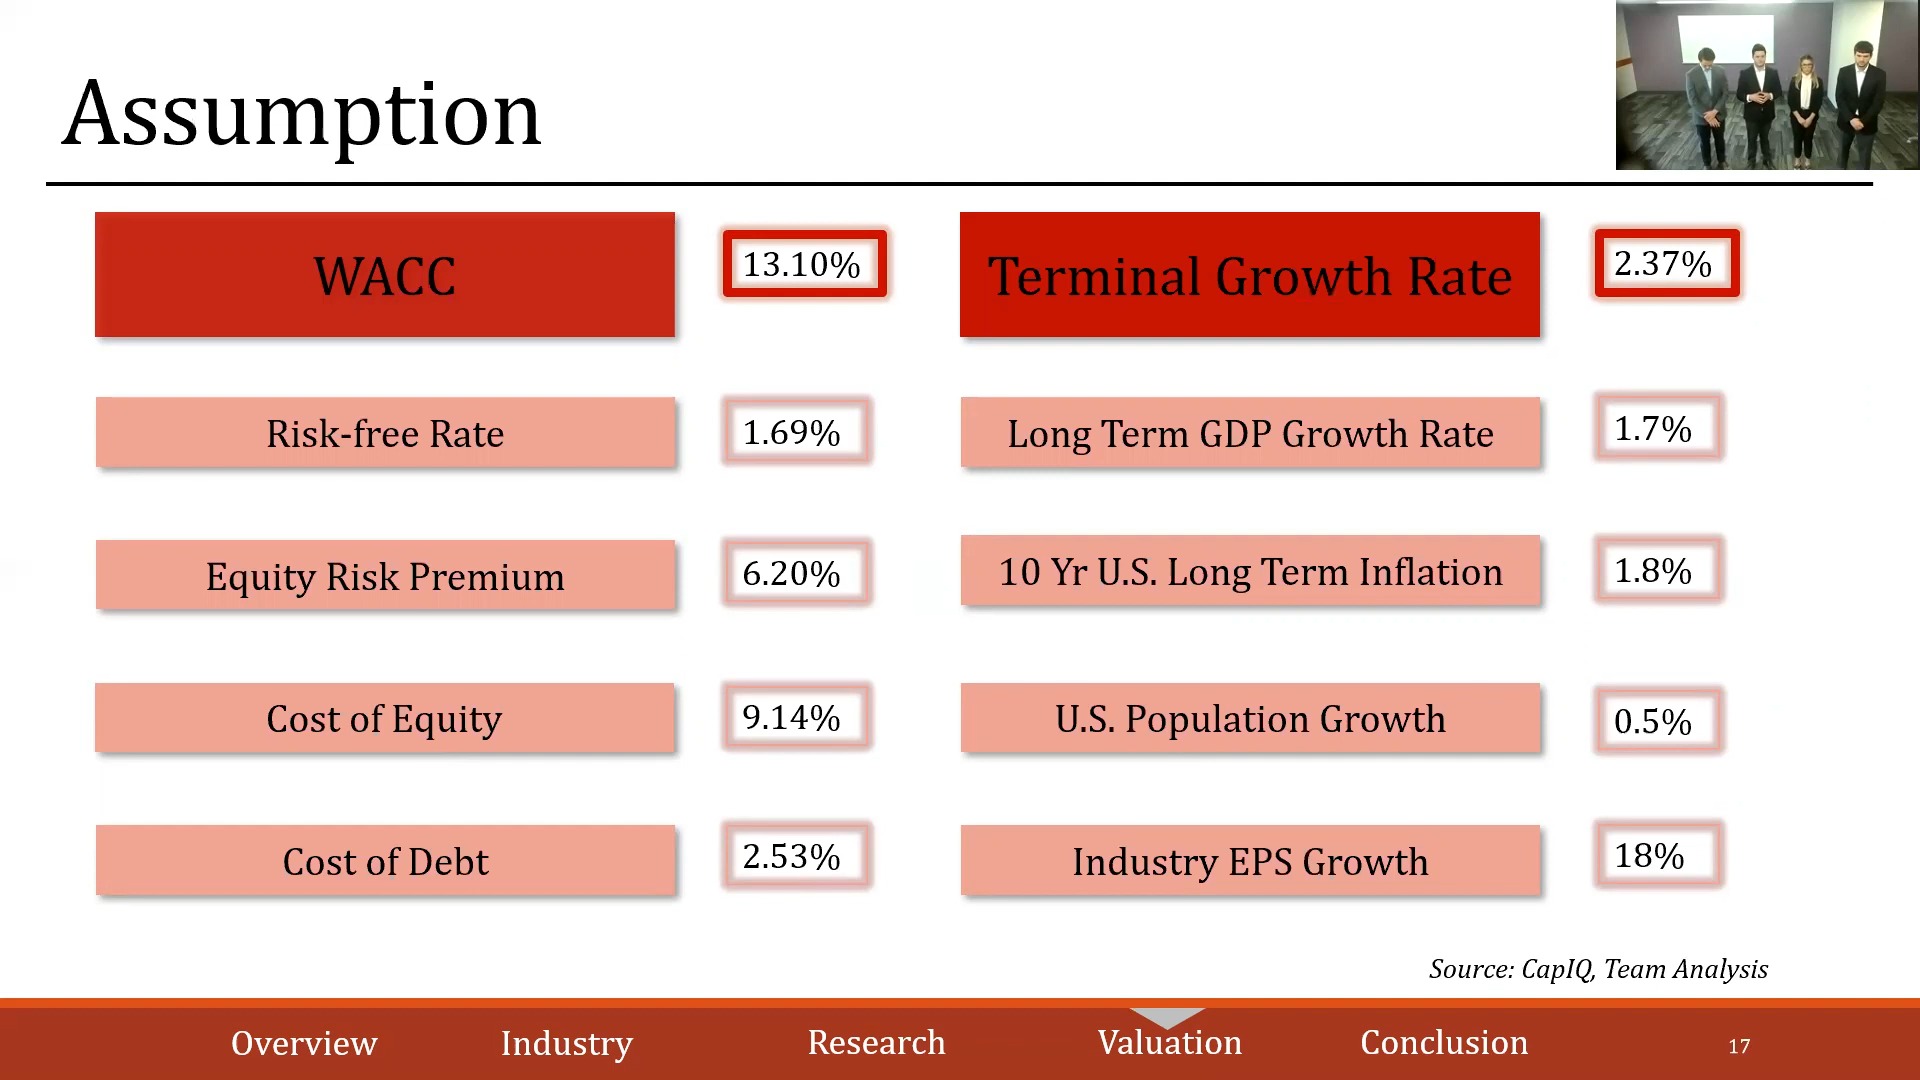 Assumption
WACC
13.10%
Terminal Growth Rate
2.37%
Risk-free Rate
1.69%
Long Term GDP Growth Rate
1.7%
Equity Risk Premium
6.20%
10 Yr U.S. Long Term Inflation
1.8%
Cost of Equity
9.14%
U.S. Population Growth
0.5%
Cost of Debt
2.53%
Industry EPS Growth
18%
Source: CapIQ, Team Analysis
Overview
Industry
Research
Valuation
Conclusion
17